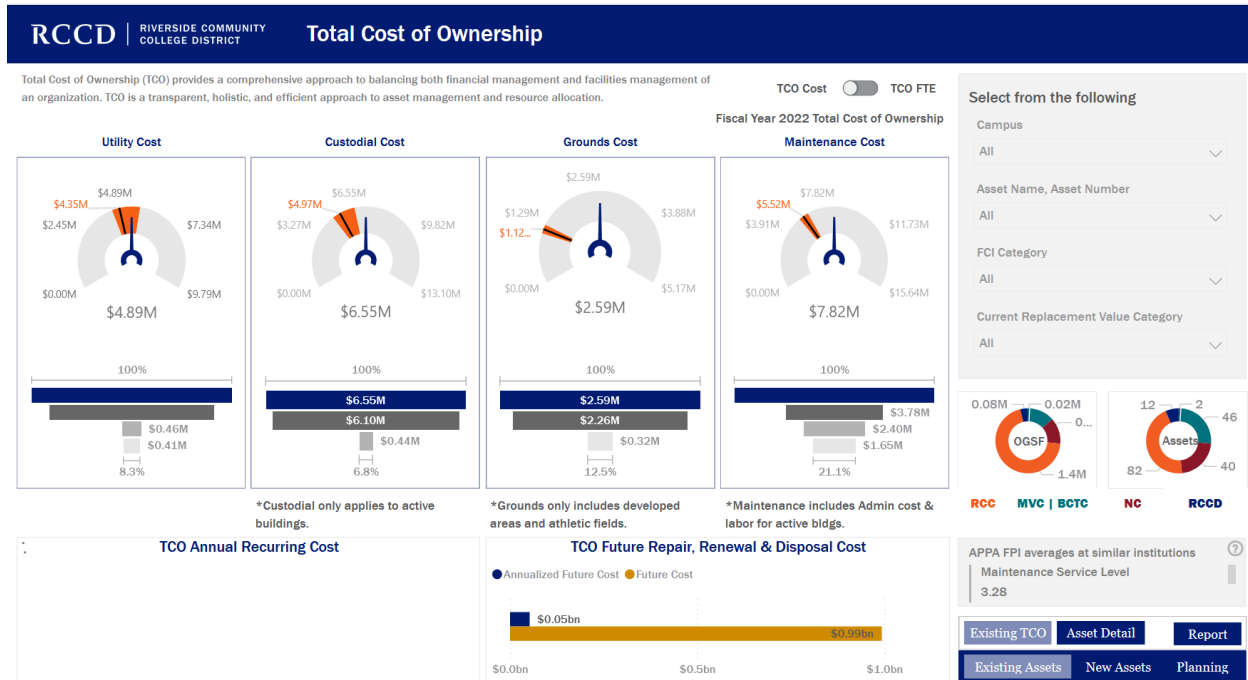 RCCD
RIVERSIDE COMMUNITY
COLLEGE DISTRICT
Total Cost of Ownership
Total Cost of Ownership (TCO) provides a comprehensive approach to balancing both financial management and facilities management of
an organization. TCO is a transparent, holistic, and efficient approach to asset management and resource allocation.
TCO Cost
TCO FTE
Fiscal Year 2022 Total Cost of Ownership
Utility Cost
$4.89M
$4.35M
$2.45M
$7.34M
$0.00M
$9.79M
$4.89M
100%
$0.46M
$0.41M
8.3%
Custodial Cost
$6.55M
$4.97M
$3.27M
$9.82M
$0.00M
$13.10M
$6.55M
100%
$6.55M
$6.10M
$0.44M
6.8%
*Custodial only applies to active
buildings.
Grounds Cost
$2.59M
$1.29M
$3.88M
$1.12...
$0.00M
$5.17M
$2.59M
100%
$2.59M
$2.26M
$0.32M
12.5%
*Grounds only includes developed
areas and athletic fields.
Maintenance Cost
$7.82M
$5.52M
$3.91M
$11.73M
$0.00M
$15.64M
$7.82M
100%
$3.78M
$2.40M
$1.65M
21.1%
*Maintenance includes Admin cost &
labor for active bldgs.
Select from the following
Campus
All
Asset Name, Asset Number
All
FCI Category
All
Current Replacement Value Category
All
0.08M
0.02M
0...
OGSF
1.4M
12
2
46
Assets
82
40
RCC
MVC | BCTC
NC
RCCD
TCO Annual Recurring Cost
TCO Future Repair, Renewal & Disposal Cost
Annualized Future Cost
Future Cost
$0.05bn
$0.99bn
$0.0bn
$0.5bn
$1.0bn
APPA FPI averages at similar institutions
?
Maintenance Service Level
3.28
Existing TCO
Asset Detail
Report
Existing Assets
New Assets
Planning